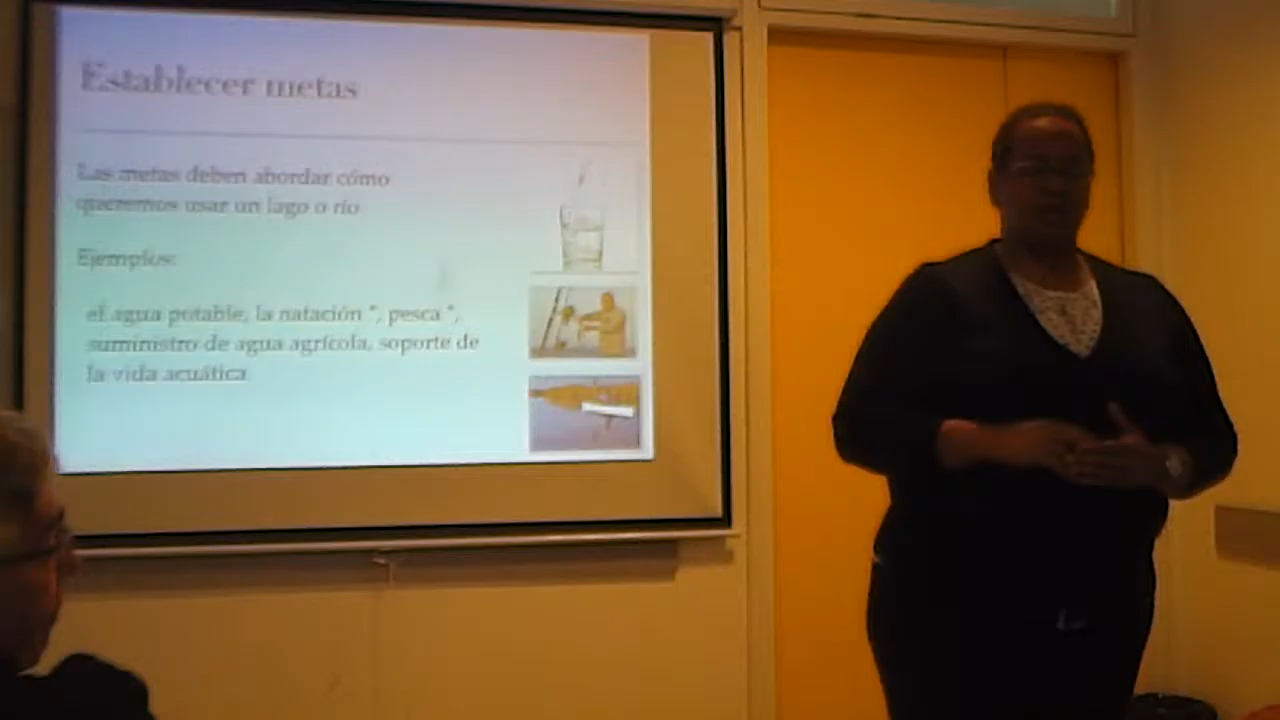 Establecer metas
Las metas deben abordar cómo
queremos usar un lago o río
Ejemplos:
el agua potable, la natación *, pesca *,
suministro de agua agrícola, soporte de
la vida acuática